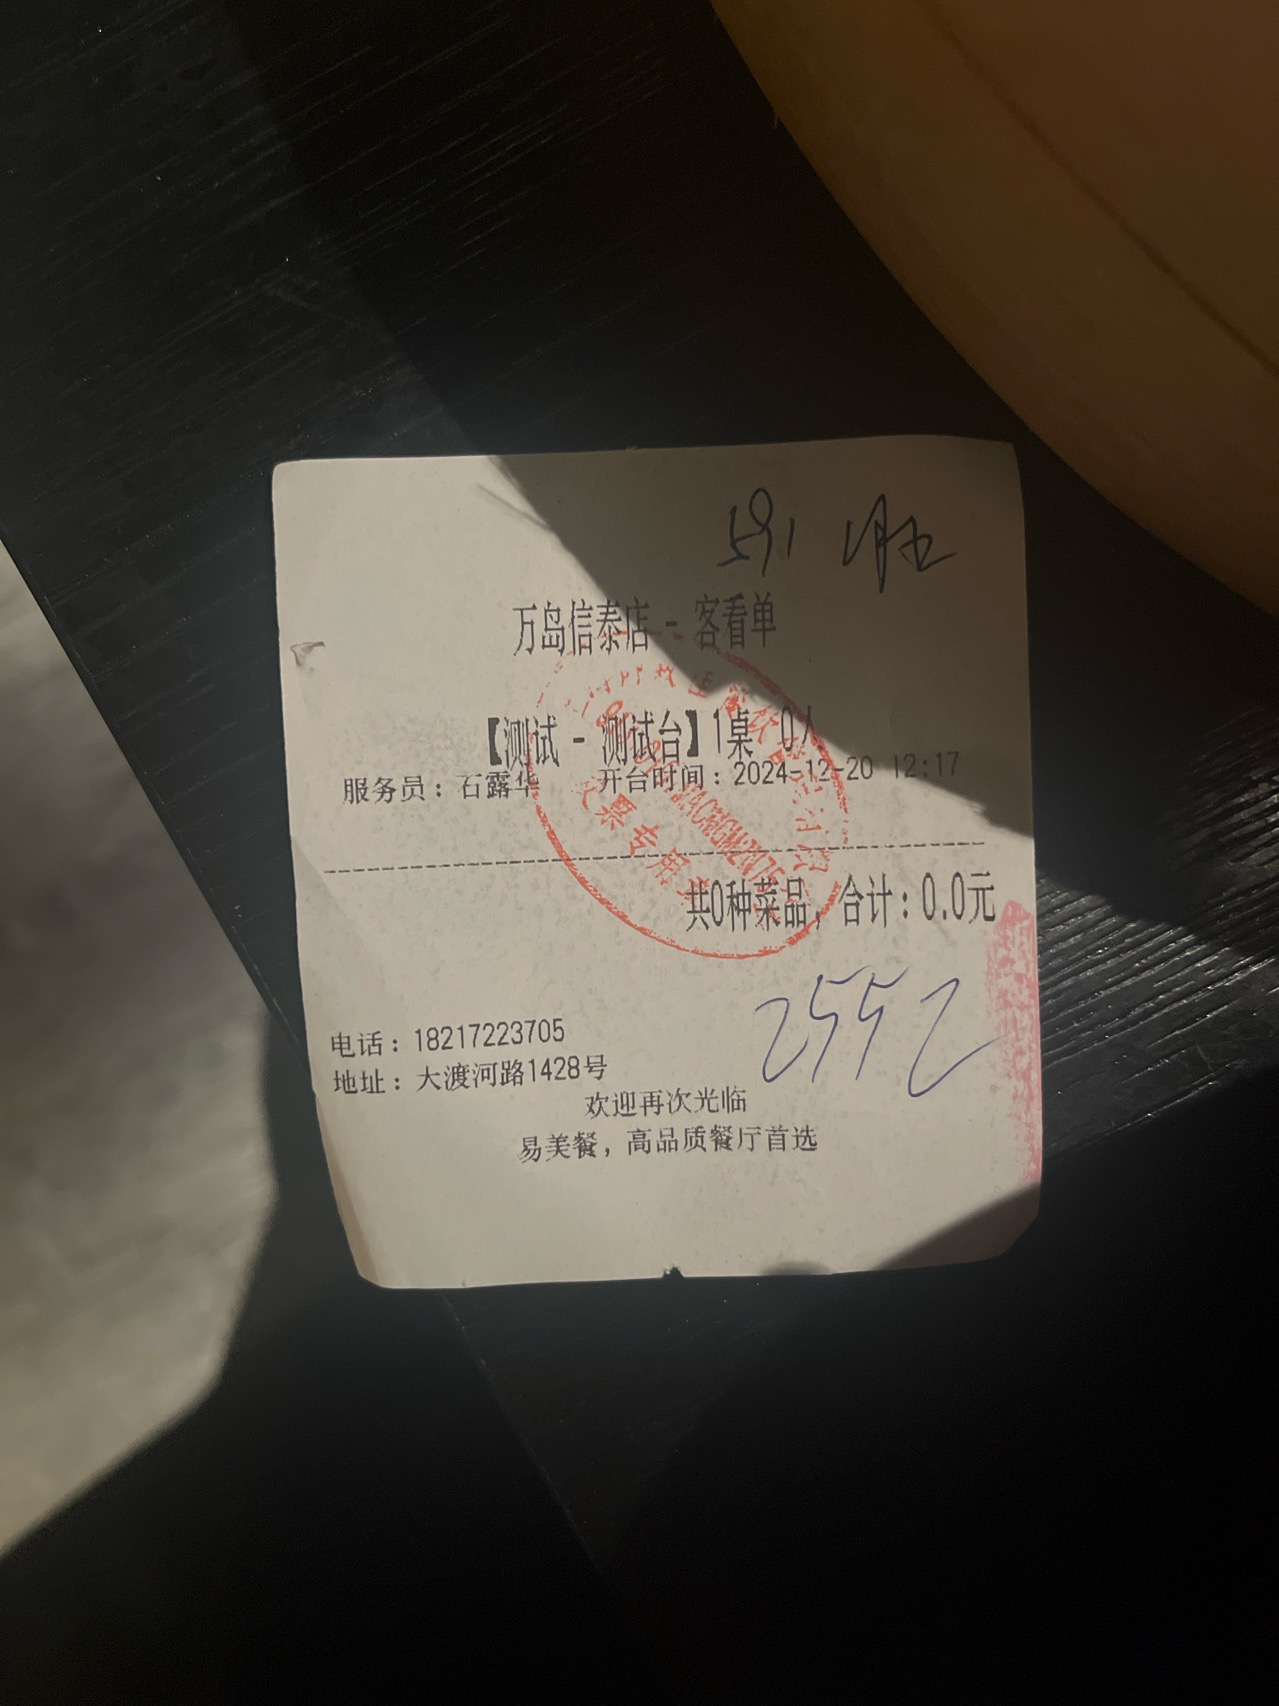 万岛信泰店 - 客看单
【测试 - 测试台】1桌 0人
服务员：石露华 开台时间：2024-12-20 12:17
共0种菜品，合计：0.0元
2552
电话：18217223705
地址：大渡河路1428号
欢迎再次光临
易美餐，高品质餐厅首选